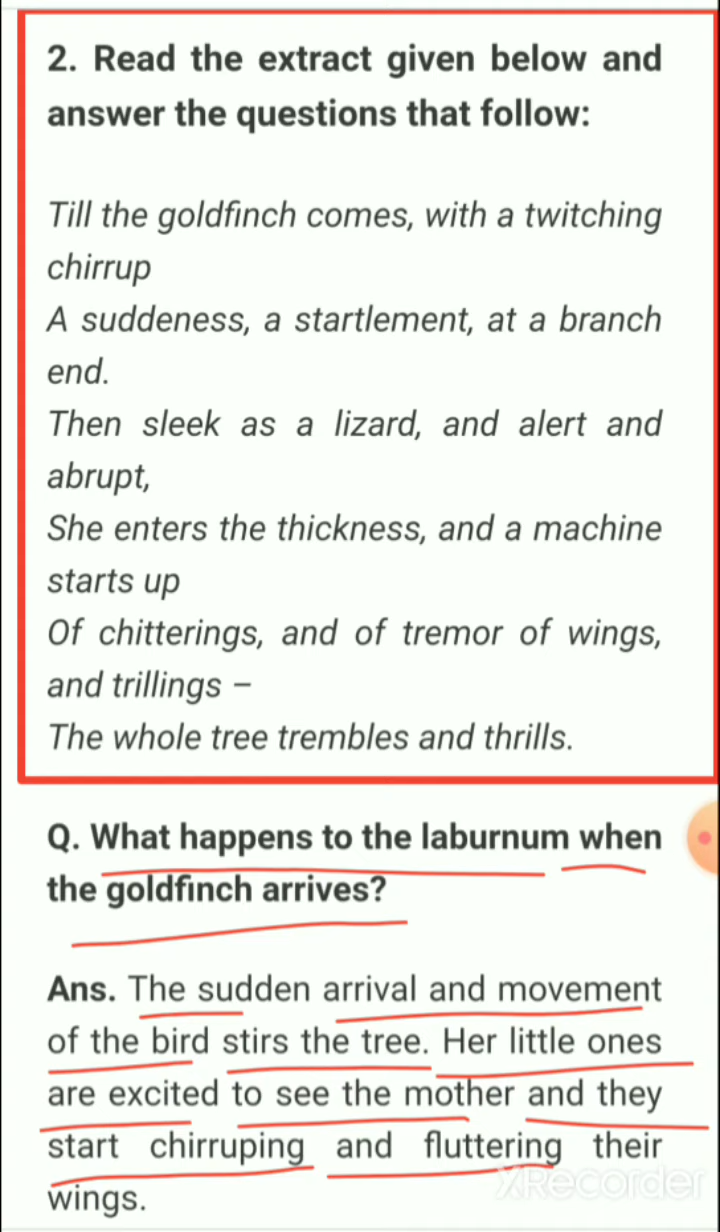 2. Read the extract given below and
answer the questions that follow:
Till the goldfinch comes, with a twitching
chirrup
A suddeness, a startlement, at a branch
end.
Then sleek as a lizard, and alert and
abrupt,
She enters the thickness, and a machine
starts up
Of chitterings, and of tremor of wings,
and trillings –
The whole tree trembles and thrills.
Q. What happens to the laburnum when
the goldfinch arrives?
Ans. The sudden arrival and movement
of the bird stirs the tree. Her little ones
are excited to see the mother and they
start chirruping and fluttering their
wings.
XRecorder